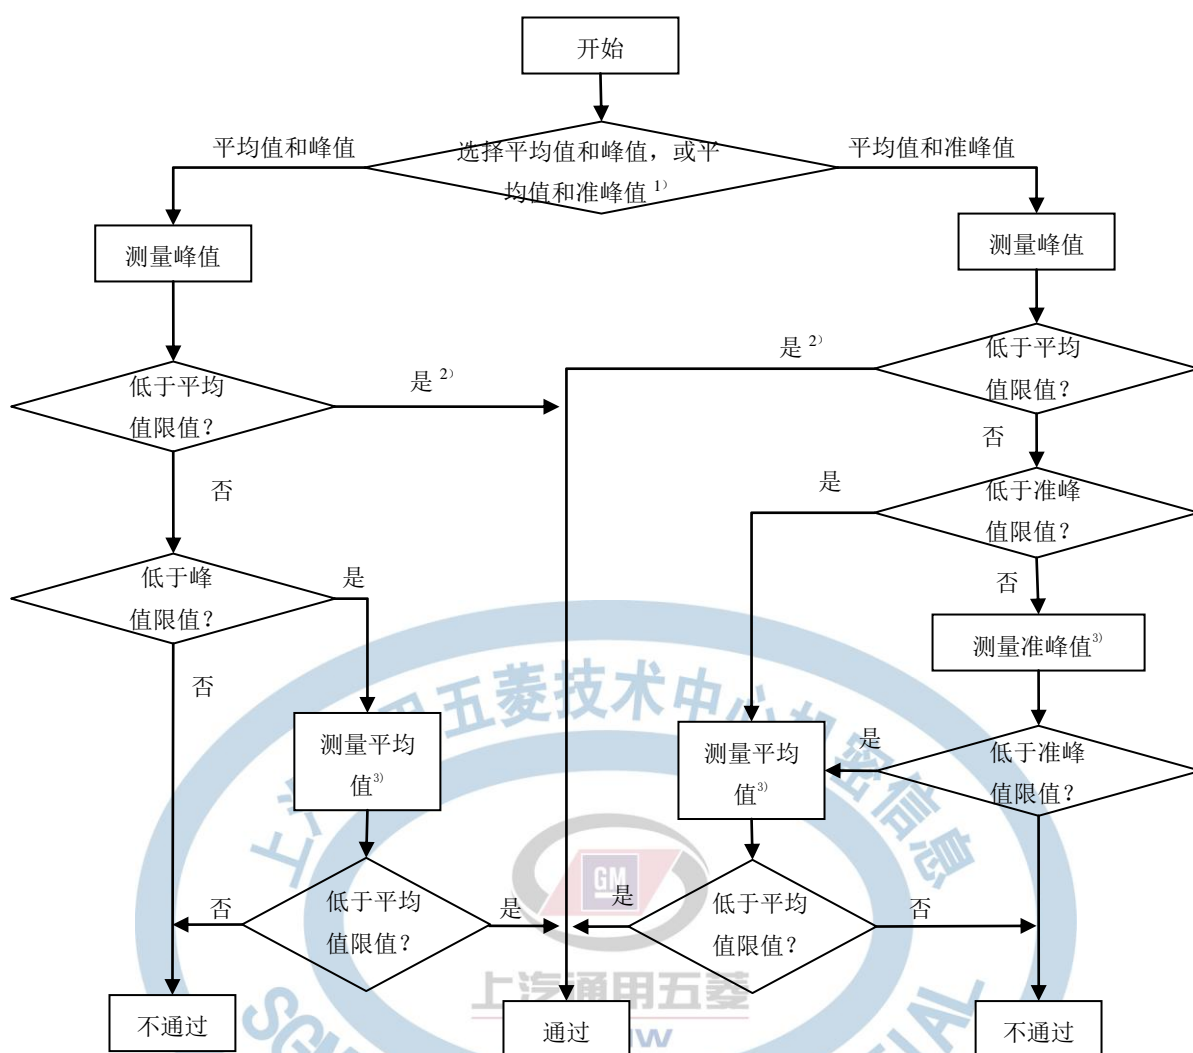 开始
平均值和峰值
选择平均值和峰值，或平
均值和准峰值 1）
平均值和准峰值
测量峰值
测量峰值
低于平均
值限值？
是 2）
是 2）
低于平均
值限值？
否
否
是
低于准峰
值限值？
低于峰
值限值？
是
否
测量准峰值3）
否
测量平均
值3）
测量平均
值3）
是
低于准峰
值限值？
否
低于平均
值限值？
是
是
低于平均
值限值？
否
不通过
通过
不通过
GM
上汽通用五菱
五菱技术中心机密信息